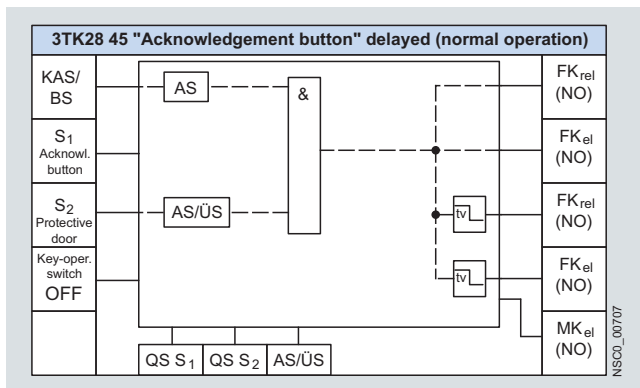 3TK28 45 "Acknowledgement button" delayed (normal operation)
KAS/
BS
S1
Acknowl.
button
S2
Protective
door
Key-oper.
switch
OFF
AS
&
AS/ÜS
tv
tv
FKrel
(NO)
FKel
(NO)
FKrel
(NO)
FKel
(NO)
MKel
(NO)
QS S1
QS S2
AS/ÜS
NSC0_00707